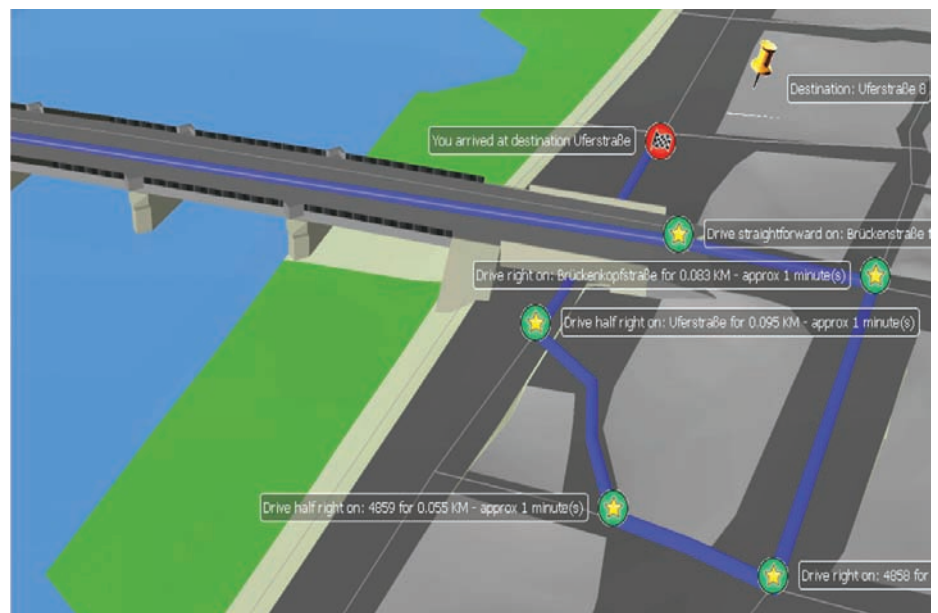 Destination: Uferstraße 8
You arrived at destination Uferstraße
Drive straightforward on: Brückenstraße f
Drive right on: Brückenkopfstraße for 0.083 KM - approx 1 minute(s)
Drive half right on: Uferstraße for 0.095 KM - approx 1 minute(s)
Drive half right on: 4859 for 0.055 KM - approx 1 minute(s)
Drive right on: 4858 for